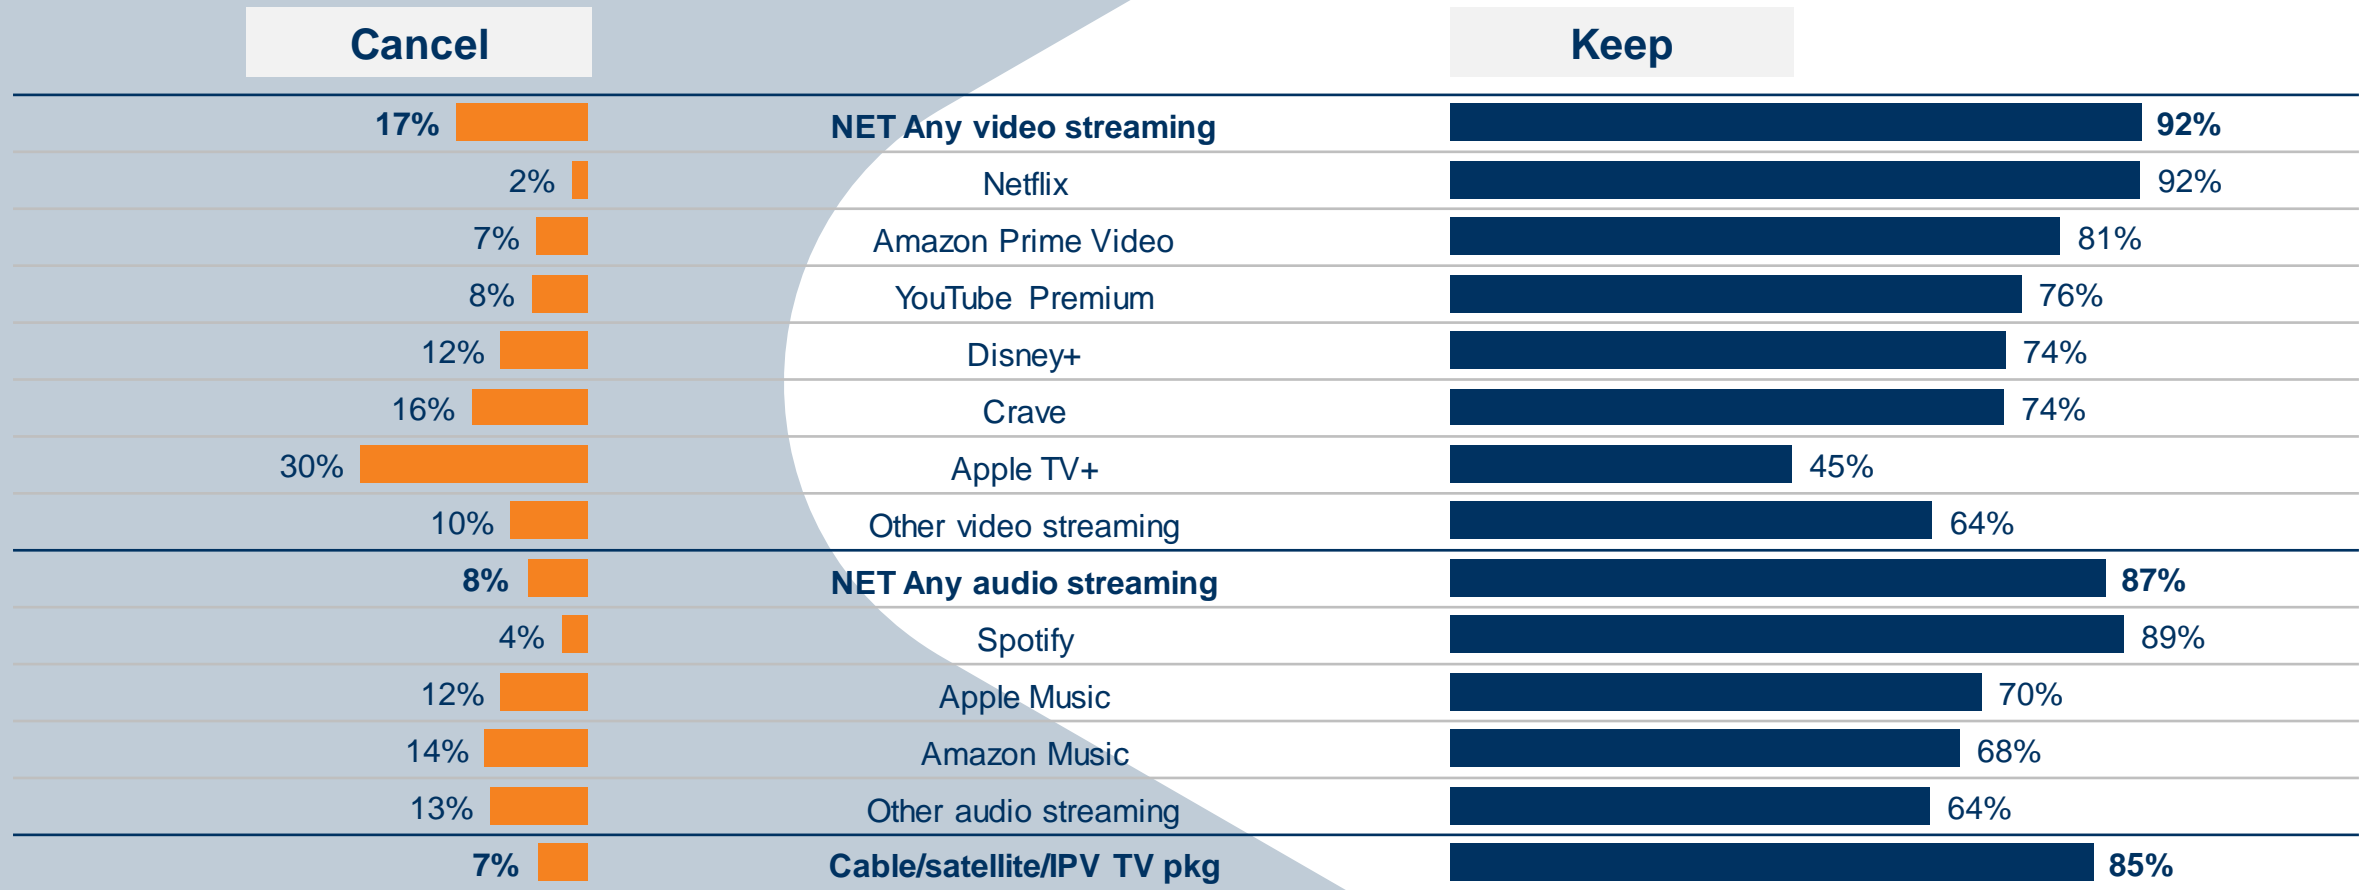 Cancel Keep
17% NET Any video streaming 92%
2% Netflix 92%
7% Amazon Prime Video 81%
8% YouTube Premium 76%
12% Disney+ 74%
16% Crave 74%
30% Apple TV+ 45%
10% Other video streaming 64%
8% NET Any audio streaming 87%
4% Spotify 89%
12% Apple Music 70%
14% Amazon Music 68%
13% Other audio streaming 64%
7% Cable/satellite/IPV TV pkg 85%